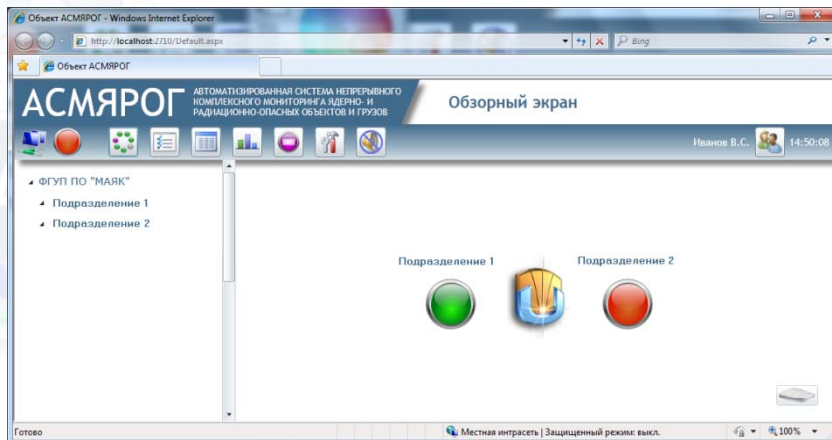 Объект АСМЯРОГ - Windows Internet Explorer
http://localhost:2710/Default.aspx
Bing
Объект АСМЯРОГ
АСМЯРОГ
АВТОМАТИЗИРОВАННАЯ СИСТЕМА НЕПРЕРЫВНОГО
КОМПЛЕКСНОГО МОНИТОРИНГА ЯДЕРНО- И
РАДИАЦИОННО-ОПАСНЫХ ОБЪЕКТОВ И ГРУЗОВ
Обзорный экран
Иванов В.С.
14:50:08
ФГУП ПО "МАЯК"
Подразделение 1
Подразделение 2
Подразделение 1
Подразделение 2
Готово
Местная интрасеть | Защищенный режим: выкл.
100%